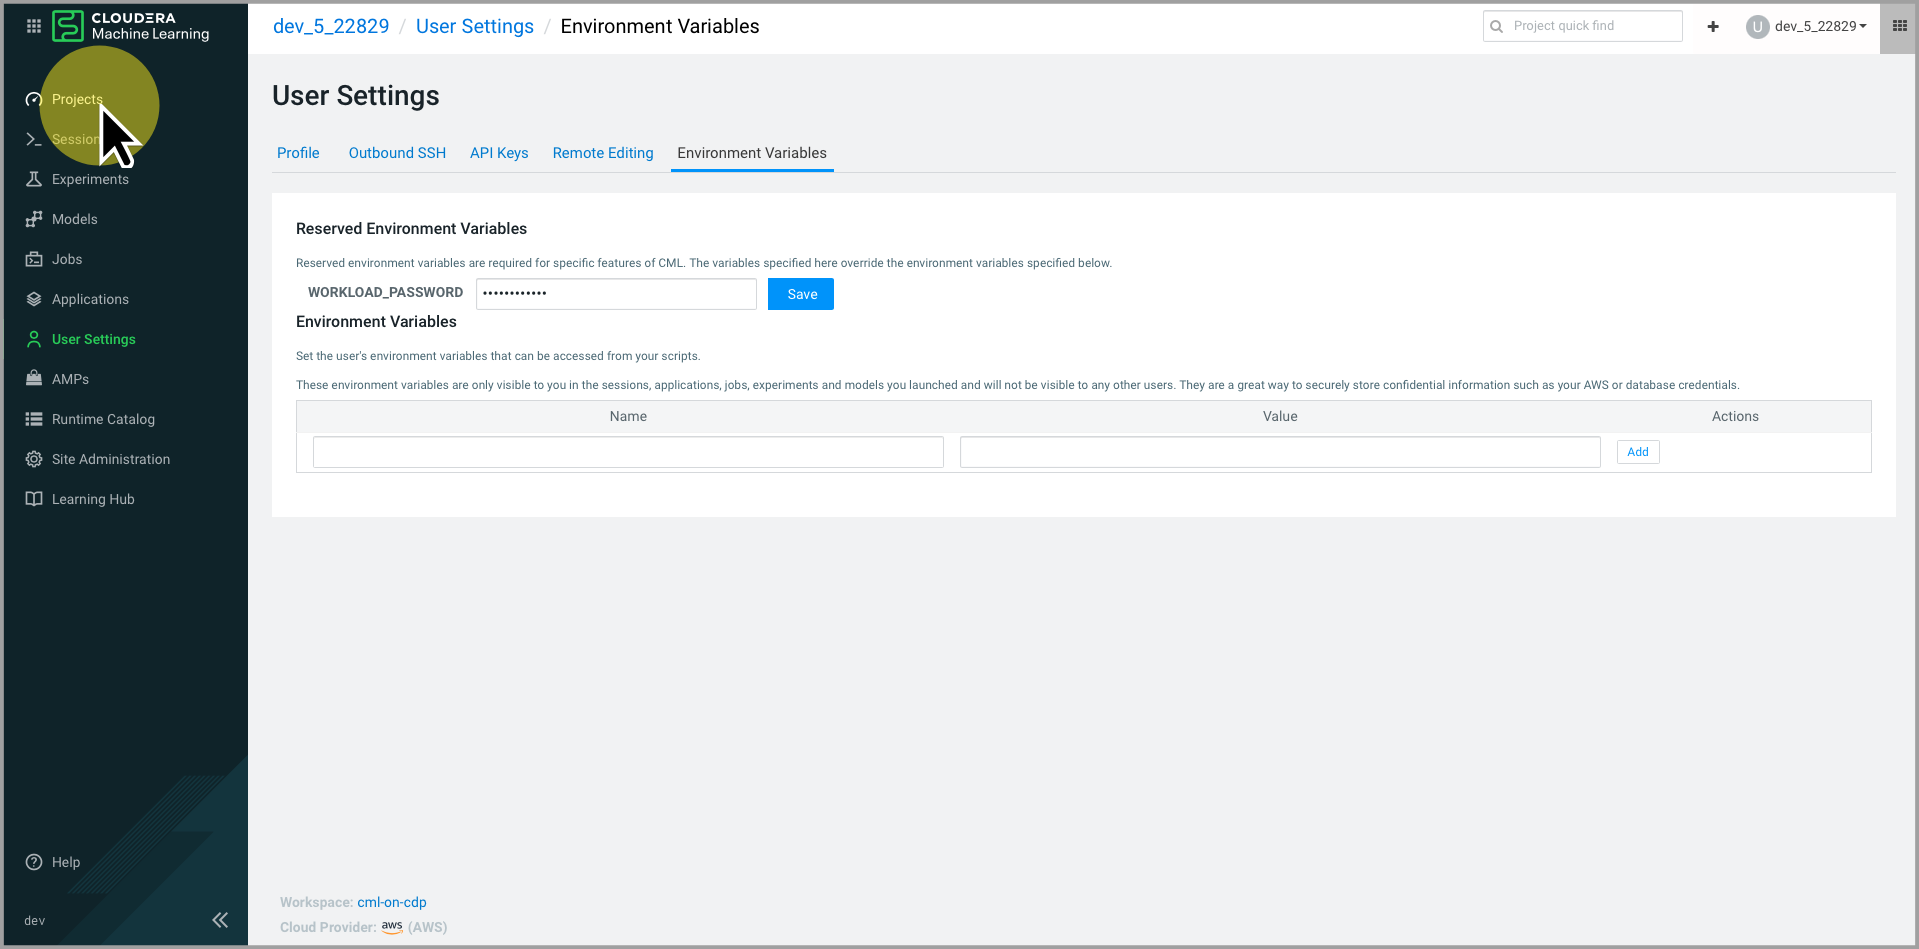 CLOUDERA
Machine Learning
dev_5_22829 / User Settings / Environment Variables
Project quick find
+
U
dev_5_22829
Projects
Session
Experiments
Models
Jobs
Applications
User Settings
AMPs
Runtime Catalog
Site Administration
Learning Hub
Help
dev
User Settings
Profile
Outbound SSH
API Keys
Remote Editing
Environment Variables
Reserved Environment Variables
Reserved environment variables are required for specific features of CML. The variables specified here override the environment variables specified below.
WORKLOAD_PASSWORD
••••••••••••
Save
Environment Variables
Set the user's environment variables that can be accessed from your scripts.
These environment variables are only visible to you in the sessions, applications, jobs, experiments and models you launched and will not be visible to any other users. They are a great way to securely store confidential information such as your AWS or database credentials.
Name
Value
Actions
Add
Workspace: cml-on-cdp
Cloud Provider: aws (AWS)